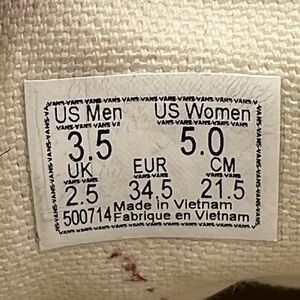 US Men US Women
3.5 5.0
UK EUR CM
2.5 34.5 21.5
500714 Made in Vietnam
Fabrique en Vietnam